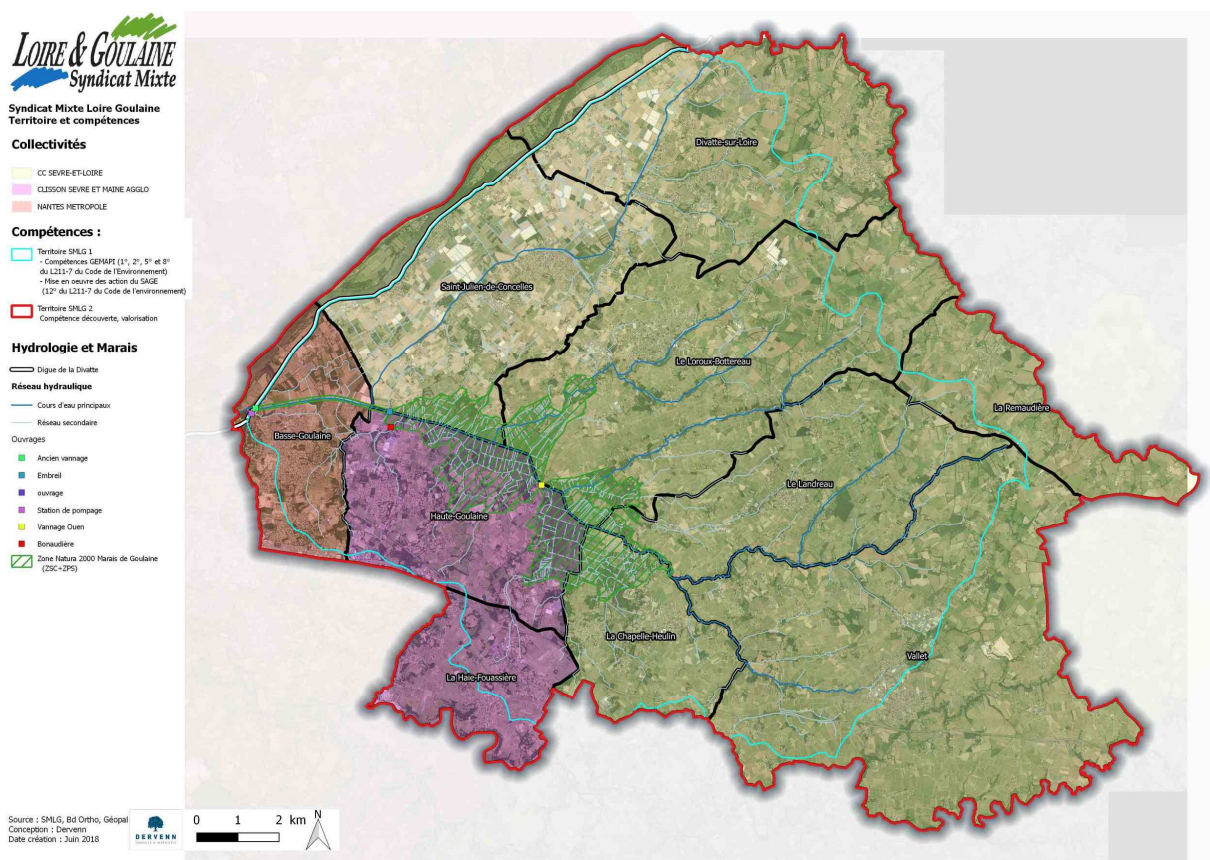 LOIRE & GOULAINE
Syndicat Mixte
Syndicat Mixte Loire Goulaine
Territoire et compétences
Collectivités
CC SEVRE-ET-LOIRE
CLISSON SEVRE ET MAINE AGGLO
NANTES METROPOLE
Compétences :
Territoire SMLG 1
- Compétences GEMAPI (1°, 2°, 5° et 8°
du L211-7 du Code de l'Environnement)
- Mise en oeuvre des action du SAGE
(12° du L211-7 du Code de l'environnement)
Territoire SMLG 2
Compétence découverte, valorisation
Hydrologie et Marais
Digue de la Divatte
Réseau hydraulique
Cours d'eau principaux
Réseau secondaire
Ouvrages
Ancien vannage
Embreil
ouvrage
Station de pompage
Vannage Ouen
Bonaudière
Zone Natura 2000 Marais de Goulaine
(ZSC+ZPS)
Divatte-sur-Loire
Saint-Julien-de-Concelles
Le Loroux-Bottereau
La Remaudière
Basse-Goulaine
Le Landreau
Haute-Goulaine
La Chapelle-Heulin
Vallet
La Haie-Fouassière
Source : SMLG, Bd Ortho, Géopal
Conception : Dervenn
Date création : Juin 2018
DERVENN
0 1 2 km
N